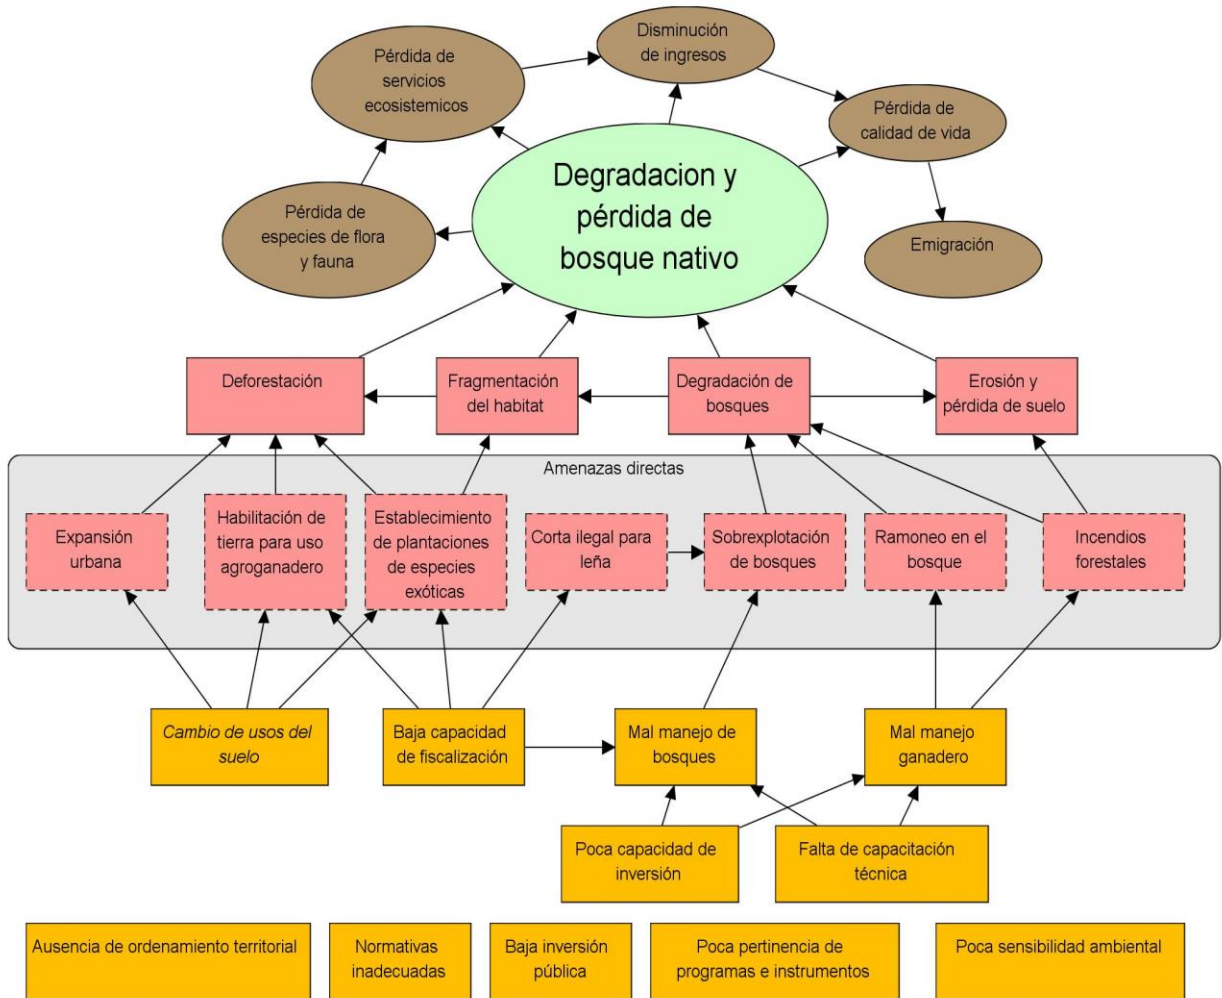 Disminución
de ingresos
Pérdida de
servicios
ecosistemicos
Pérdida de
calidad de vida
Degradacion y
pérdida de
bosque nativo
Pérdida de
especies de flora
y fauna
Emigración
Deforestación
Fragmentación
del habitat
Degradación de
bosques
Erosión y
pérdida de suelo
Amenazas directas
Expansión
urbana
Habilitación de
tierra para uso
agroganadero
Establecimiento
de plantaciones
de especies
exóticas
Corta ilegal para
leña
Sobrexplotación
de bosques
Ramoneo en el
bosque
Incendios
forestales
Cambio de usos del
suelo
Baja capacidad
de fiscalización
Mal manejo de
bosques
Mal manejo
ganadero
Poca capacidad de
inversión
Falta de capacitación
técnica
Ausencia de ordenamiento territorial
Normativas
inadecuadas
Baja inversión
pública
Poca pertinencia de
programas e instrumentos
Poca sensibilidad ambiental